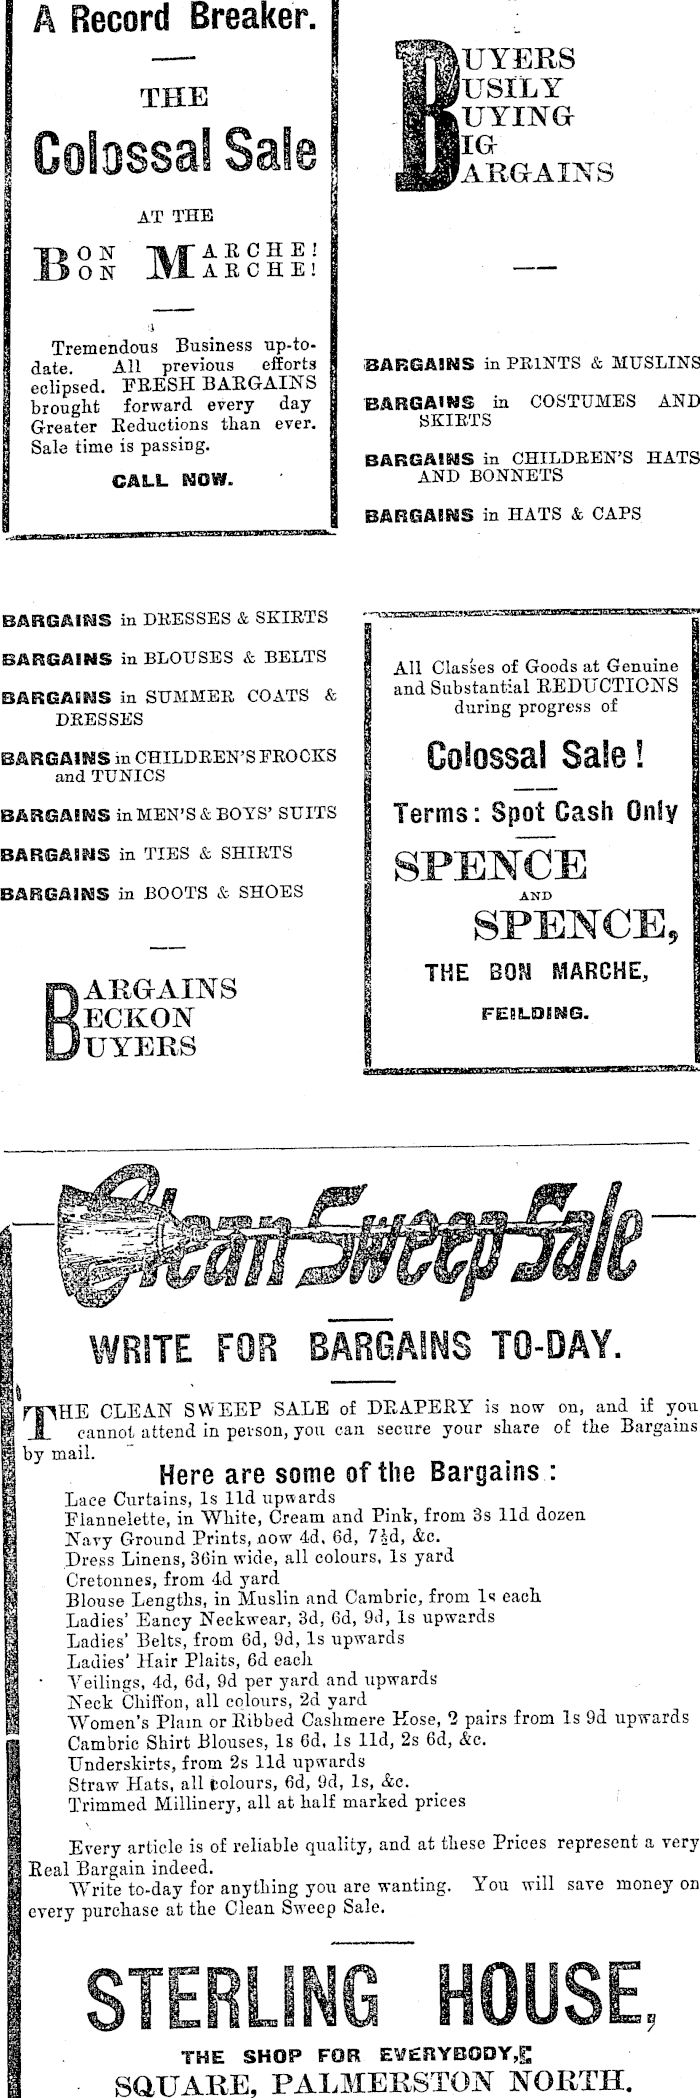 A Record Breaker.
THE
Colossal Sale
AT THE
BON MARCHE!
BON MARCHE!
Tremendous Business up-to-
date. All previous efforts
eclipsed. FRESH BARGAINS
brought forward every day
Greater Reductions than ever.
Sale time is passing.
CALL NOW.
BUYERS
BUSILY
BUYING
BIG
BARGAINS
BARGAINS in PRINTS & MUSLINS
BARGAINS in COSTUMES AND
SKIRTS
BARGAINS in CHILDREN'S HATS
AND BONNETS
BARGAINS in HATS & CAPS
BARGAINS in DRESSES & SKIRTS
BARGAINS in BLOUSES & BELTS
BARGAINS in SUMMER COATS &
DRESSES
BARGAINS in CHILDREN'S FROCKS
and TUNICS
BARGAINS in MEN'S & BOYS' SUITS
BARGAINS in TIES & SHIRTS
BARGAINS in BOOTS & SHOES
BARGAINS
BECKON
BUYERS
All Classes of Goods at Genuine
and Substantial REDUCTIONS
during progress of
Colossal Sale!
Terms: Spot Cash Only
SPENCE
AND
SPENCE,
THE BON MARCHE,
FEILDING.
Clean Sweep Sale
WRITE FOR BARGAINS TO-DAY.
THE CLEAN SWEEP SALE of DRAPERY is now on, and if you
cannot attend in person, you can secure your share of the Bargains
by mail.
Here are some of the Bargains:
Lace Curtains, 1s 11d upwards
Flannelette, in White, Cream and Pink, from 3s 11d dozen
Navy Ground Prints, now 4d, 6d, 7½d, &c.
Dress Linens, 36in wide, all colours, 1s yard
Cretonnes, from 4d yard
Blouse Lengths, in Muslin and Cambric, from 1s each
Ladies' Eancy Neckwear, 3d, 6d, 9d, 1s upwards
Ladies' Belts, from 6d, 9d, 1s upwards
Ladies' Hair Plaits, 6d each
Veilings, 4d, 6d, 9d per yard and upwards
Neck Chiffon, all colours, 2d yard
Women's Plain or Ribbed Cashmere Hose, 2 pairs from 1s 9d upwards
Cambric Shirt Blouses, 1s 6d, 1s 11d, 2s 6d, &c.
Underskirts, from 2s 11d upwards
Straw Hats, all colours, 6d, 9d, 1s, &c.
Trimmed Millinery, all at half marked prices
Every article is of reliable quality, and at these Prices represent a very
Real Bargain indeed.
Write to-day for anything you are wanting. You will save money on
every purchase at the Clean Sweep Sale.
STERLING HOUSE,
THE SHOP FOR EVERYBODY,
SQUARE, PALMERSTON NORTH.